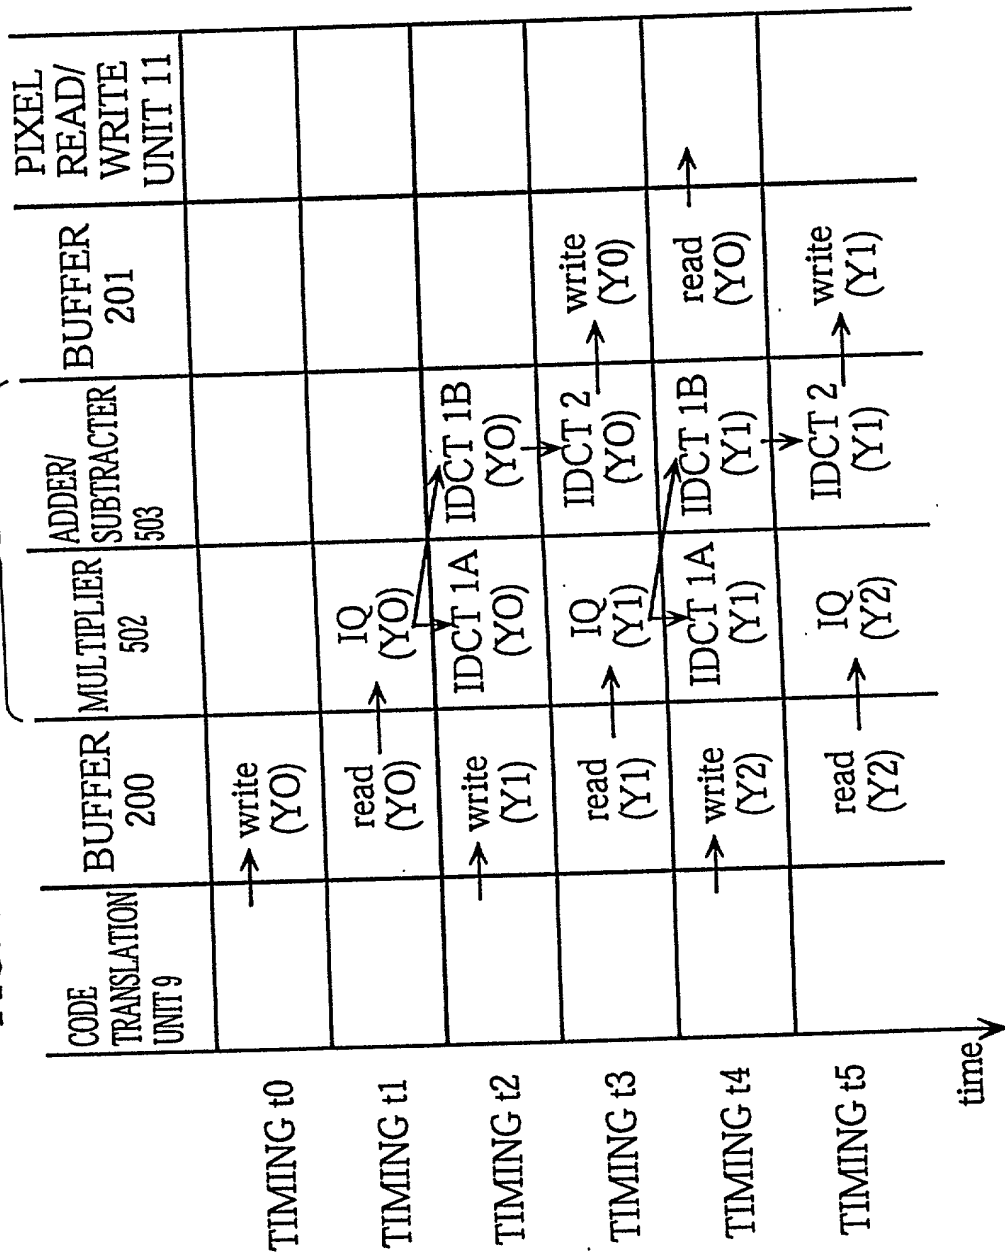 CODE
TRANSLATION
UNIT 9
BUFFER
200
MULTIPLIER
502
ADDER/
SUBTRACTER
503
BUFFER
201
PIXEL
READ/
WRITE
UNIT 11
TIMING t0
write
(YO)
TIMING t1
read
(YO)
IQ
(YO)
TIMING t2
write
(Y1)
IDCT 1A
(YO)
IDCT 1B
(YO)
TIMING t3
read
(Y1)
IQ
(Y1)
IDCT 2
(YO)
write
(Y0)
TIMING t4
write
(Y2)
IDCT 1A
(Y1)
IDCT 1B
(Y1)
read
(YO)
TIMING t5
read
(Y2)
IQ
(Y2)
IDCT 2
(Y1)
write
(Y1)
time